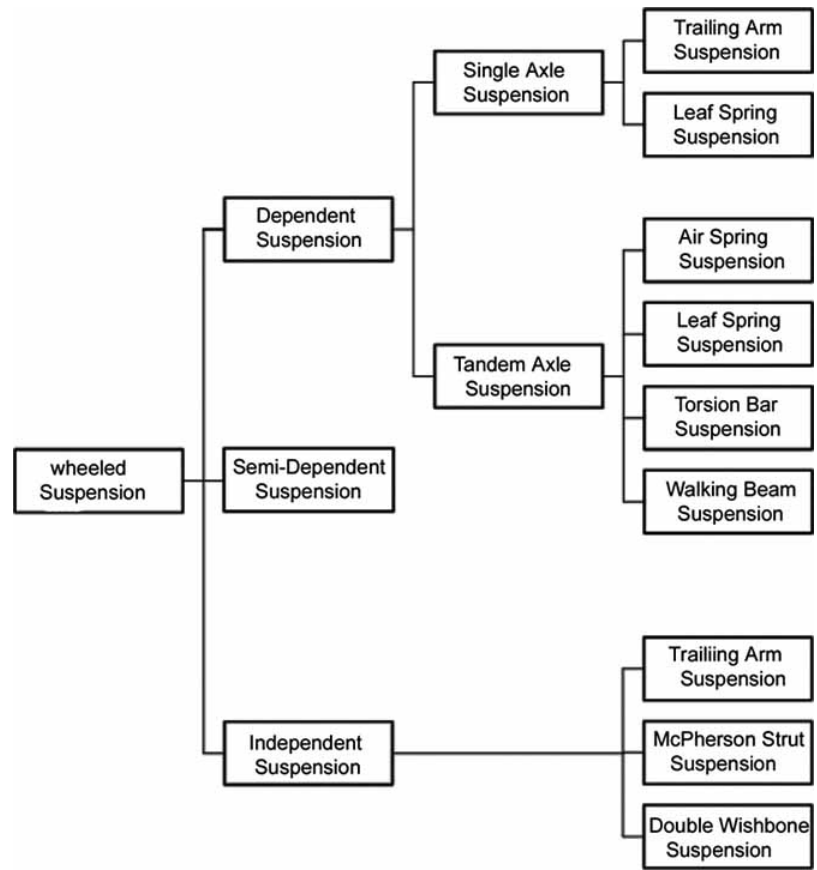 Trailing Arm
Suspension
Single Axle
Suspension
Leaf Spring
Suspension
Dependent
Suspension
Air Spring
Suspension
Leaf Spring
Suspension
Tandem Axle
Suspension
Torsion Bar
Suspension
Walking Beam
Suspension
wheeled
Suspension
Semi-Dependent
Suspension
Trailiing Arm
Suspension
Independent
Suspension
McPherson Strut
Suspension
Double Wishbone
Suspension